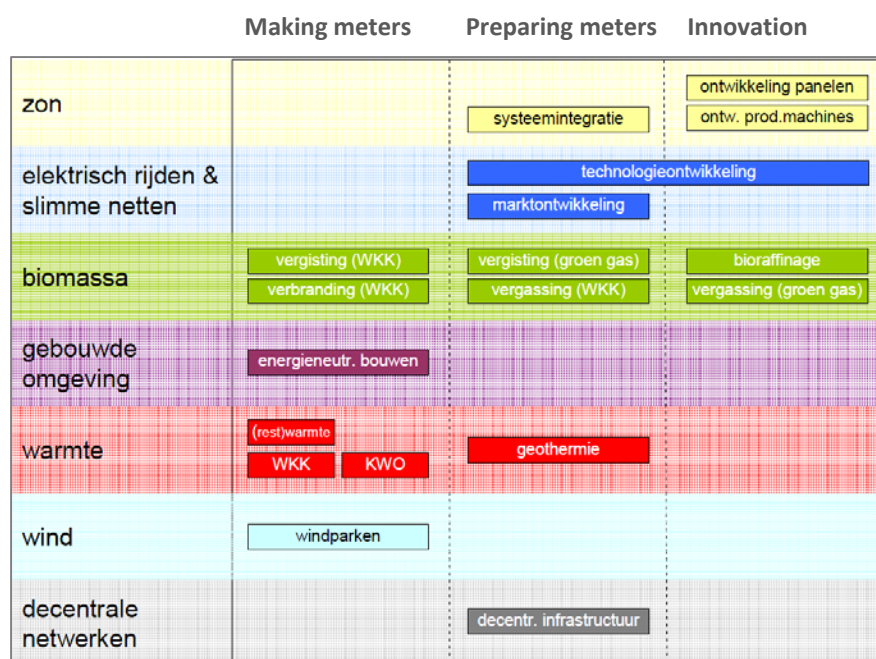 Making meters Preparing meters Innovation
zon
systeemintegratie
ontwikkeling panelen
ontw. prod.machines
elektrisch rijden &
slimme netten
technologieontwikkeling
marktontwikkeling
biomassa
vergisting (WKK)
verbranding (WKK)
vergisting (groen gas)
vergassing (WKK)
bioraffinage
vergassing (groen gas)
gebouwde
omgeving
energieneutr. bouwen
warmte
(rest)warmte
WKK KWO
geothermie
wind
windparken
decentrale
netwerken
decentr. infrastructuur